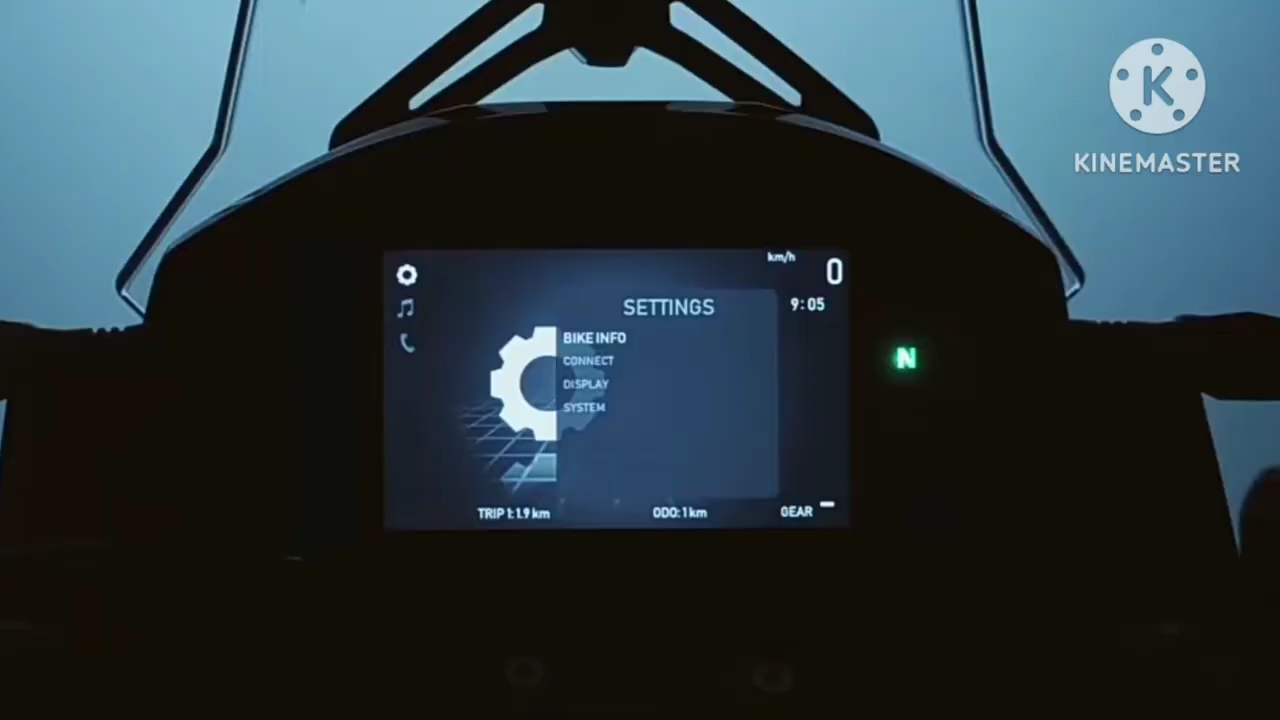 K
KINEMASTER
km/h
0
SETTINGS
9:05
BIKE INFO
CONNECT
DISPLAY
SYSTEM
N
TRIP 1: 1.9 km
ODO: 1 km
GEAR –